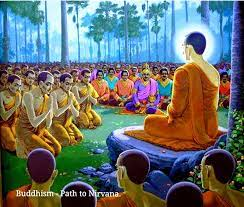 Buddhism - Path to Nirvana.